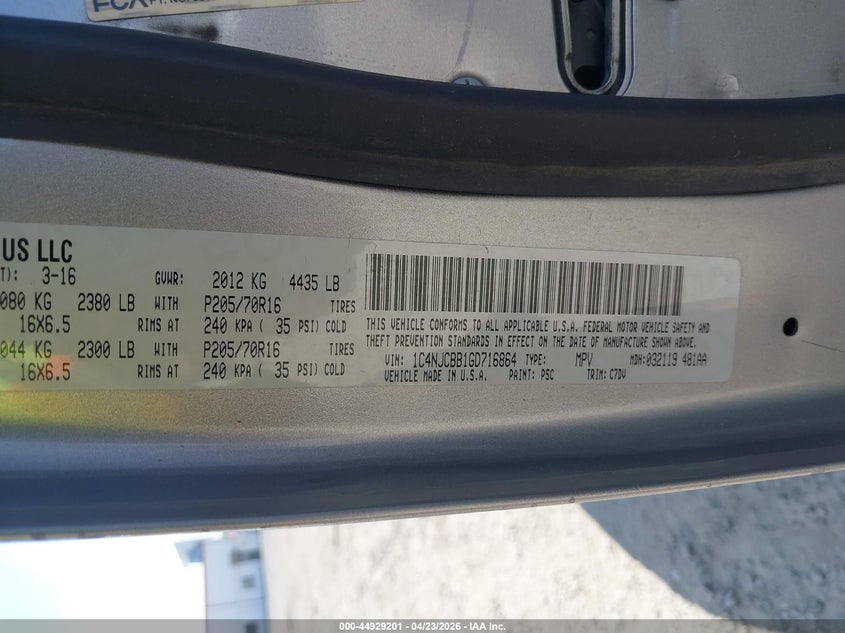 FCA
US LLC
T): 3-16 GVWR: 2012 KG 4435 LB
080 KG 2380 LB WITH P205/70R16 TIRES
16X6.5 RIMS AT 240 KPA ( 35 PSI) COLD
044 KG 2300 LB WITH P205/70R16 TIRES
16X6.5 RIMS AT 240 KPA ( 35 PSI) COLD
THIS VEHICLE CONFORMS TO ALL APPLICABLE U.S.A. FEDERAL MOTOR VEHICLE SAFETY AND
THEFT PREVENTION STANDARDS IN EFFECT ON THE DATE OF MANUFACTURE SHOWN ABOVE.
VIN: 1C4NJCBB1GD716864 TYPE: MPV MDH: 032119 481AA
VEHICLE MADE IN U.S.A. PAINT: PSC TRIM: C7DV
000-44929201 - 04/23/2026 - IAA Inc.